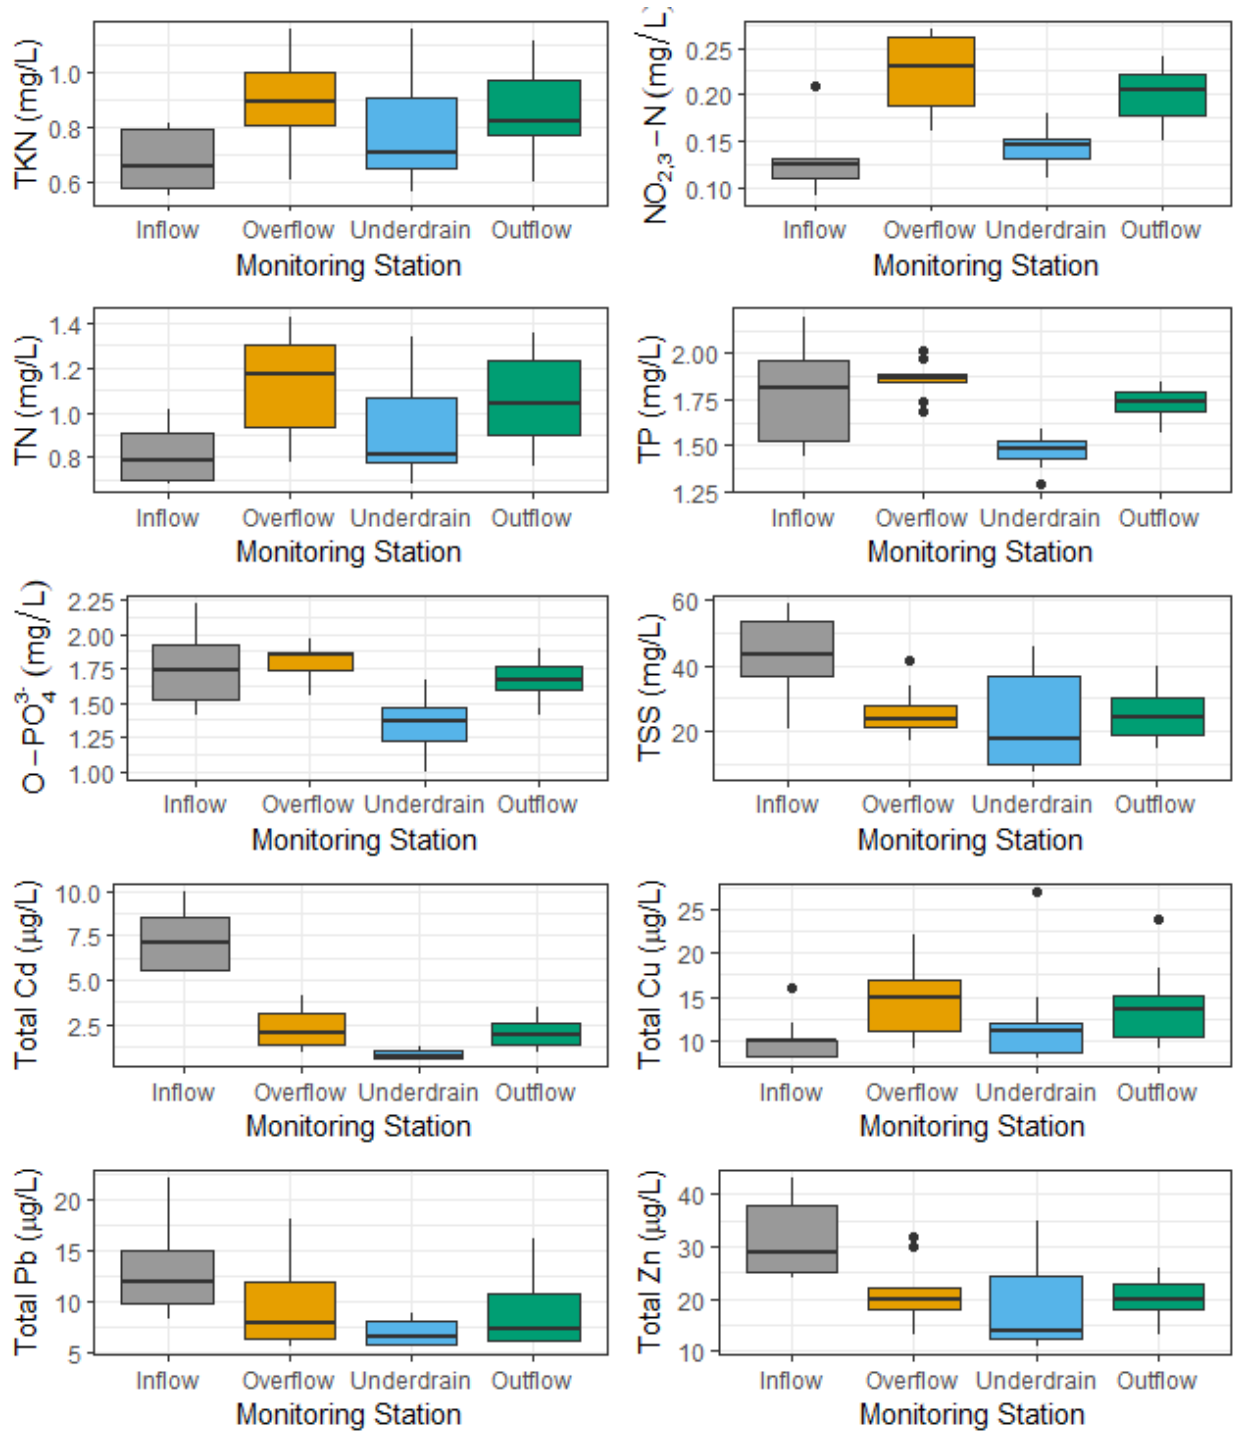 TKN (mg/L)
1.0
0.8
0.6
Inflow Overflow Underdrain Outflow
Monitoring Station
NO2,3−N (mg/L)
0.25
0.20
0.15
0.10
Inflow Overflow Underdrain Outflow
Monitoring Station
TN (mg/L)
1.4
1.2
1.0
0.8
Inflow Overflow Underdrain Outflow
Monitoring Station
TP (mg/L)
2.00
1.75
1.50
1.25
Inflow Overflow Underdrain Outflow
Monitoring Station
O−PO4 3- (mg/L)
2.25
2.00
1.75
1.50
1.25
1.00
Inflow Overflow Underdrain Outflow
Monitoring Station
TSS (mg/L)
60
40
20
Inflow Overflow Underdrain Outflow
Monitoring Station
Total Cd (µg/L)
10.0
7.5
5.0
2.5
Inflow Overflow Underdrain Outflow
Monitoring Station
Total Cu (µg/L)
25
20
15
10
Inflow Overflow Underdrain Outflow
Monitoring Station
Total Pb (µg/L)
20
15
10
5
Inflow Overflow Underdrain Outflow
Monitoring Station
Total Zn (µg/L)
40
30
20
10
Inflow Overflow Underdrain Outflow
Monitoring Station